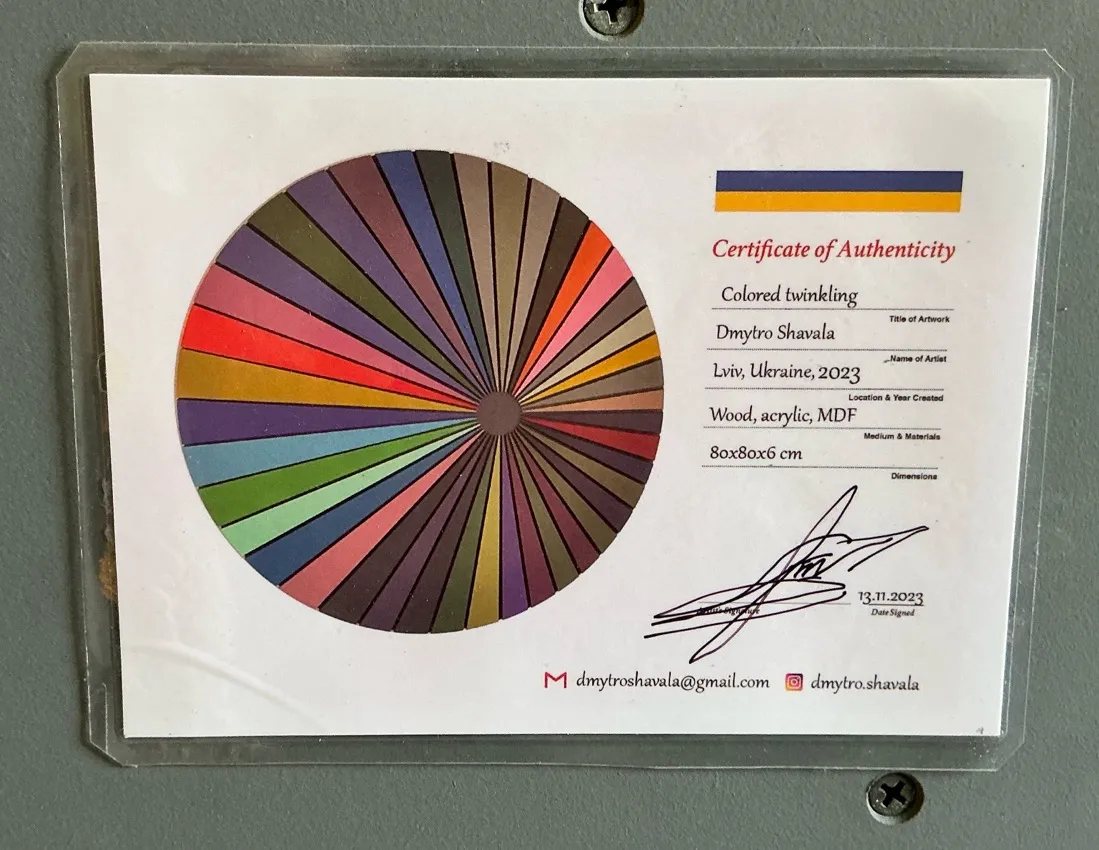 Certificate of Authenticity
Colored twinkling
Title of Artwork
Dmytro Shavala
Name of Artist
Lviv, Ukraine, 2023
Location & Year Created
Wood, acrylic, MDF
Medium & Materials
80x80x6 cm
Dimensions
13.11.2023
Signature
Date Signed
dmytroshavala@gmail.com dmytro.shavala